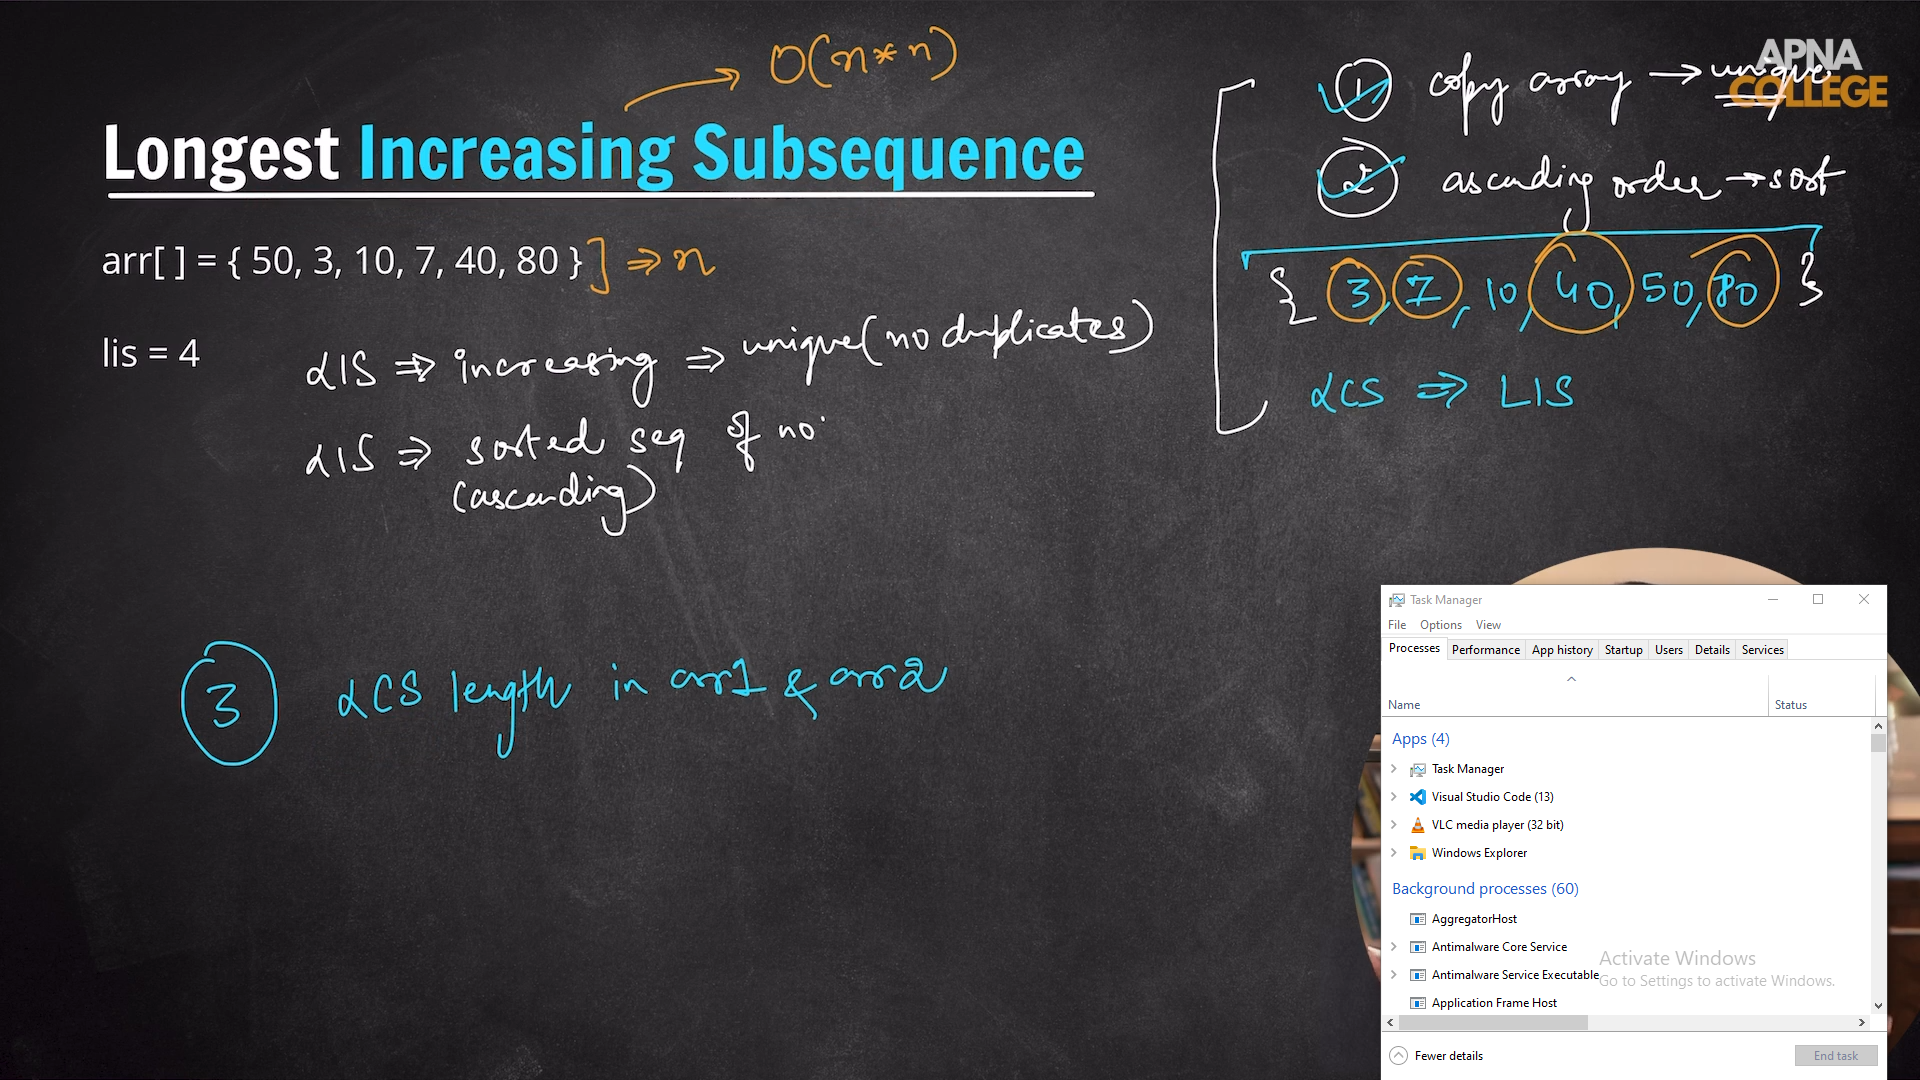 O(n*n)
APNA
COLLEGE
1 copy array → unique
Longest Increasing Subsequence
2 ascending order → sort
arr[ ] = { 50, 3, 10, 7, 40, 80 } ] ⇒ n
{ 3, 7, 10, 40, 50, 80 }
lis = 4
LIS ⇒ increasing ⇒ unique (no duplicates)
LCS ⇒ LIS
LIS ⇒ sorted seq of no.
(ascending)
3 LCS length in arr1 & arr2
Task Manager
File Options View
Processes Performance App history Startup Users Details Services
Name Status
Apps (4)
Task Manager
Visual Studio Code (13)
VLC media player (32 bit)
Windows Explorer
Background processes (60)
AggregatorHost
Antimalware Core Service
Antimalware Service Executable
Application Frame Host
Activate Windows
Go to Settings to activate Windows.
Fewer details
End task